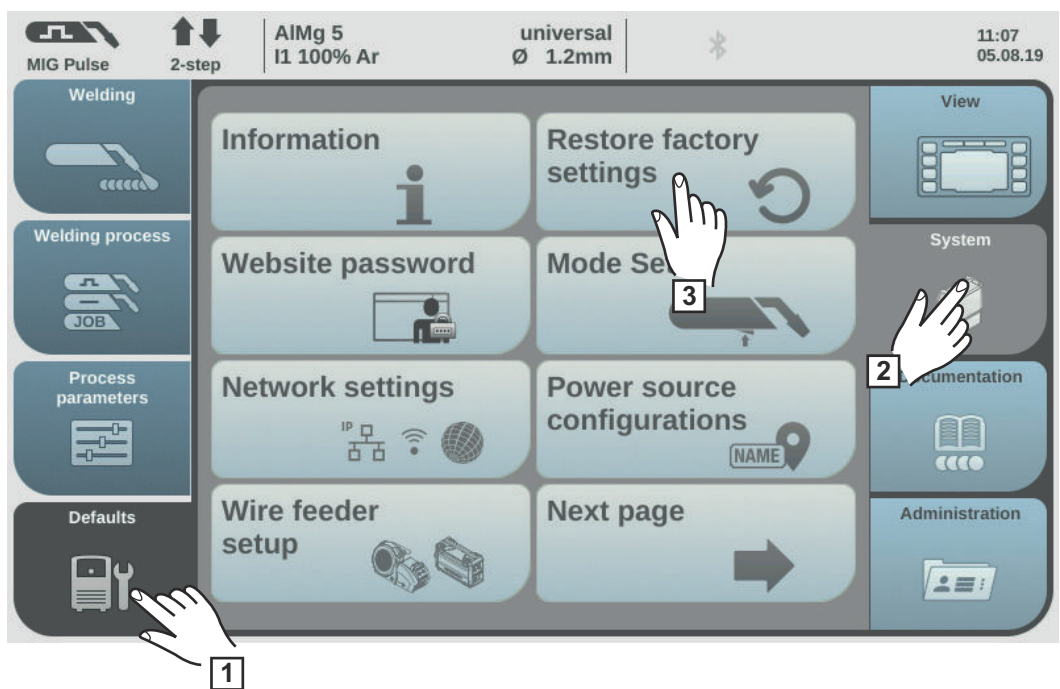 MIG Pulse
2-step
AlMg 5
I1 100% Ar
universal
Ø 1.2mm
11:07
05.08.19
Welding
Welding process
JOB
Process
parameters
Defaults
Information
Restore factory
settings
Website password
Mode Se
Network settings
IP
Power source
configurations
NAME
Wire feeder
setup
Next page
View
System
Documentation
Administration
1
2
3